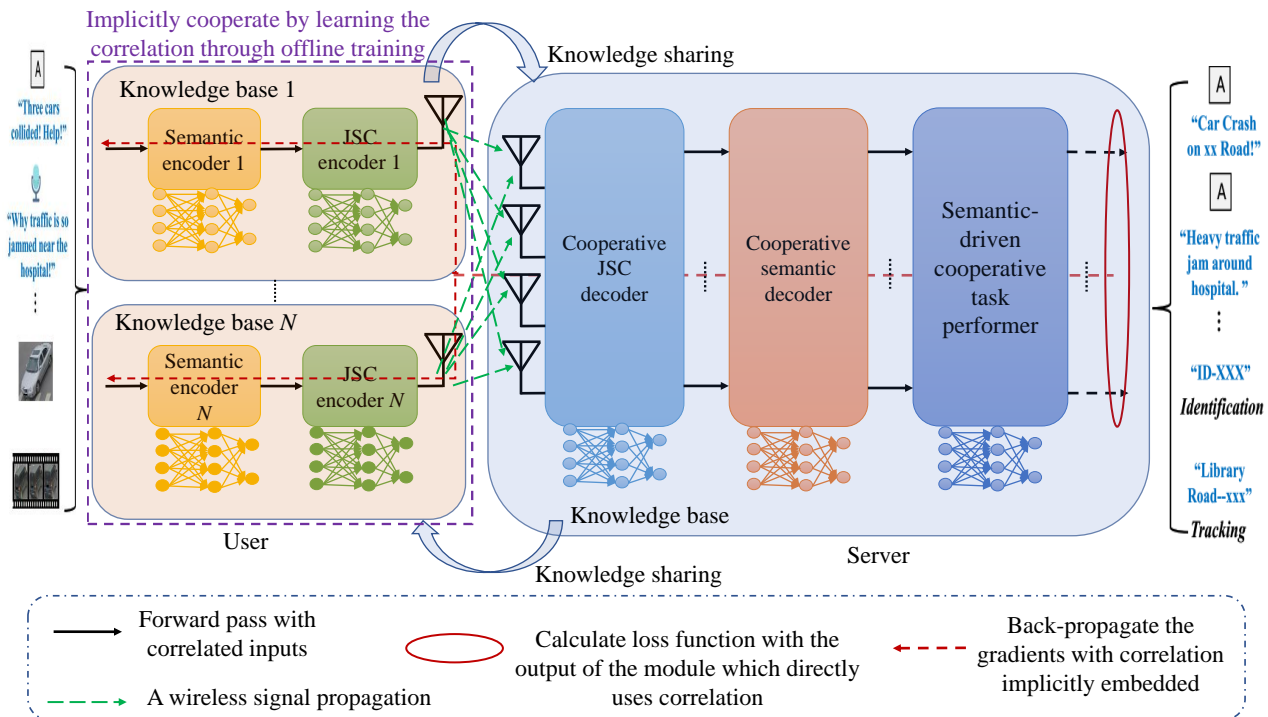 Implicitly cooperate by learning the
correlation through offline training
Knowledge sharing
A
“Three cars
collided! Help!”
“Why traffic is so
jammed near the
hospital!”
Knowledge base 1
Semantic
encoder 1
JSC
encoder 1
Knowledge base N
Semantic
encoder
N
JSC
encoder N
User
Cooperative
JSC
decoder
Cooperative
semantic
decoder
Semantic-
driven
cooperative
task
performer
Knowledge base
Server
Knowledge sharing
A
“Car Crash
on xx Road!”
A
“Heavy traffic
jam around
hospital. ”
“ID-XXX”
Identification
“Library
Road--xxx”
Tracking
Forward pass with
correlated inputs
A wireless signal propagation
Calculate loss function with the
output of the module which directly
uses correlation
Back-propagate the
gradients with correlation
implicitly embedded